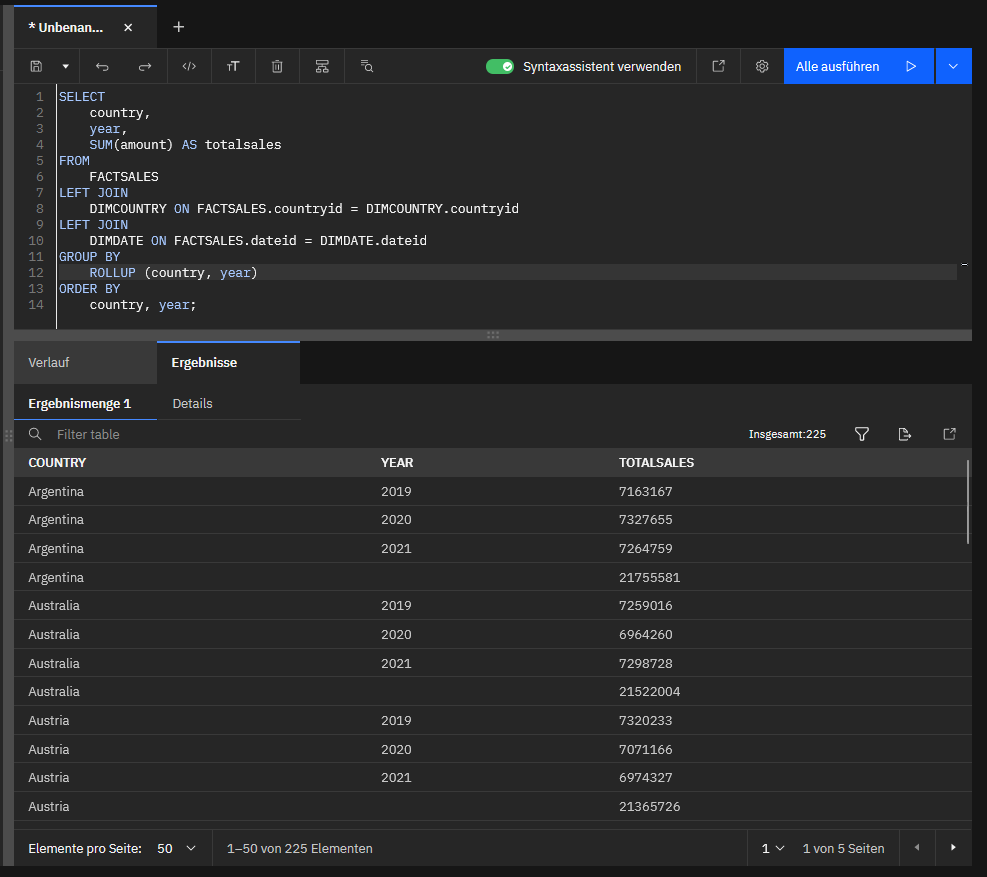 * Unbenan... × +
</> TT Syntaxassistent verwenden Alle ausführen
1 SELECT
2 country,
3 year,
4 SUM(amount) AS totalsales
5 FROM
6 FACTSALES
7 LEFT JOIN
8 DIMCOUNTRY ON FACTSALES.countryid = DIMCOUNTRY.countryid
9 LEFT JOIN
10 DIMDATE ON FACTSALES.dateid = DIMDATE.dateid
11 GROUP BY
12 ROLLUP (country, year)
13 ORDER BY
14 country, year;
Verlauf Ergebnisse
Ergebnismenge 1 Details
Filter table Insgesamt:225
COUNTRY YEAR TOTALSALES
Argentina 2019 7163167
Argentina 2020 7327655
Argentina 2021 7264759
Argentina 21755581
Australia 2019 7259016
Australia 2020 6964260
Australia 2021 7298728
Australia 21522004
Austria 2019 7320233
Austria 2020 7071166
Austria 2021 6974327
Austria 21365726
Elemente pro Seite: 50 1–50 von 225 Elementen 1 1 von 5 Seiten